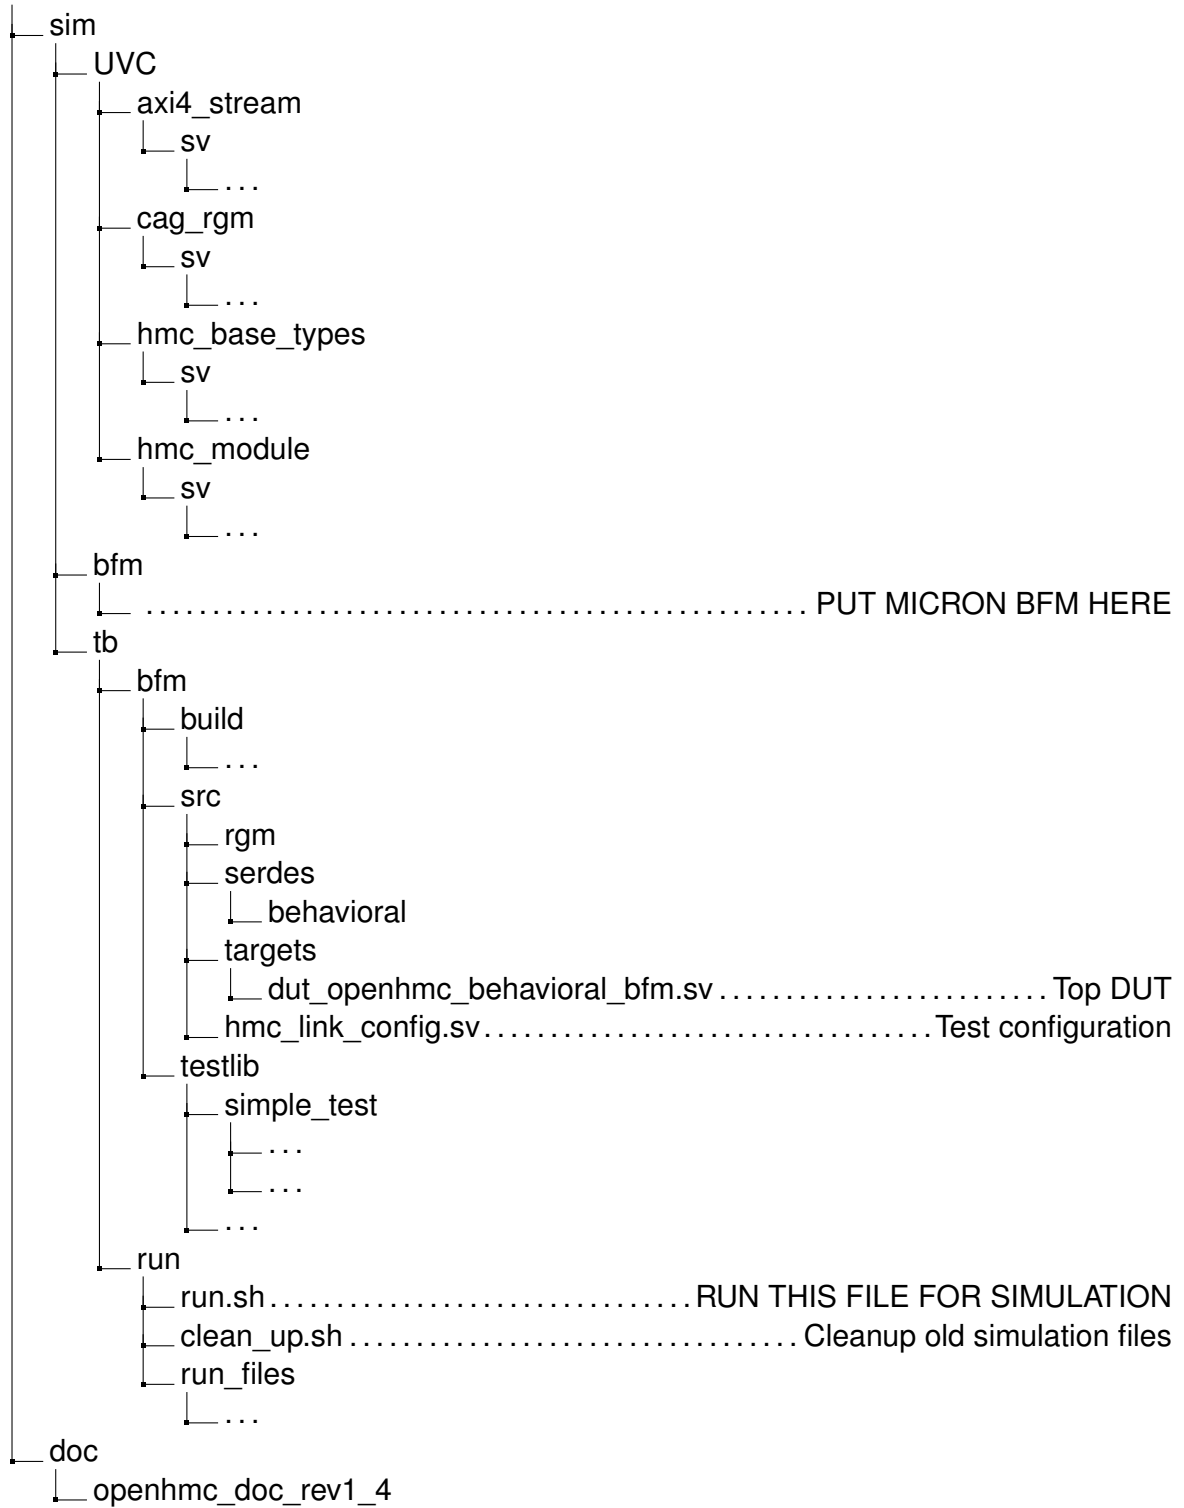 sim
UVC
axi4_stream
sv
...
cag_rgm
sv
...
hmc_base_types
sv
...
hmc_module
sv
...
bfm
.................................................. PUT MICRON BFM HERE
tb
bfm
build
...
src
rgm
serdes
behavioral
targets
dut_openhmc_behavioral_bfm.sv ......................... Top DUT
hmc_link_config.sv .................................. Test configuration
testlib
simple_test
...
...
...
run
run.sh ................................ RUN THIS FILE FOR SIMULATION
clean_up.sh .................................. Cleanup old simulation files
run_files
...
doc
openhmc_doc_rev1_4